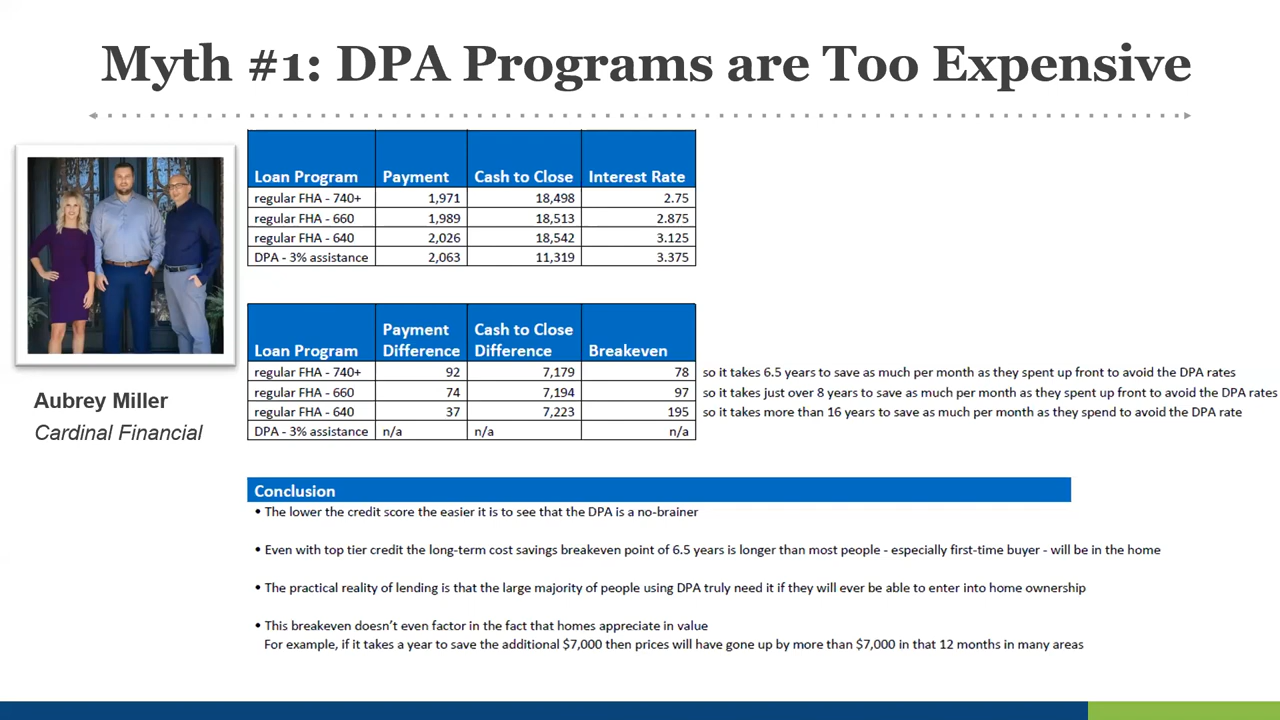 Myth #1: DPA Programs are Too Expensive
Loan Program Payment Cash to Close Interest Rate
regular FHA - 740+ 1,971 18,498 2.75
regular FHA - 660 1,989 18,513 2.875
regular FHA - 640 2,026 18,542 3.125
DPA - 3% assistance 2,063 11,319 3.375
Payment Cash to Close
Loan Program Difference Difference Breakeven
regular FHA - 740+ 92 7,179 78 so it takes 6.5 years to save as much per month as they spent up front to avoid the DPA rates
regular FHA - 660 74 7,194 97 so it takes just over 8 years to save as much per month as they spent up front to avoid the DPA rates
regular FHA - 640 37 7,223 195 so it takes more than 16 years to save as much per month as they spend to avoid the DPA rate
DPA - 3% assistance n/a n/a n/a
Aubrey Miller
Cardinal Financial
Conclusion
• The lower the credit score the easier it is to see that the DPA is a no-brainer
• Even with top tier credit the long-term cost savings breakeven point of 6.5 years is longer than most people - especially first-time buyer - will be in the home
• The practical reality of lending is that the large majority of people using DPA truly need it if they will ever be able to enter into home ownership
• This breakeven doesn't even factor in the fact that homes appreciate in value
For example, if it takes a year to save the additional $7,000 then prices will have gone up by more than $7,000 in that 12 months in many areas